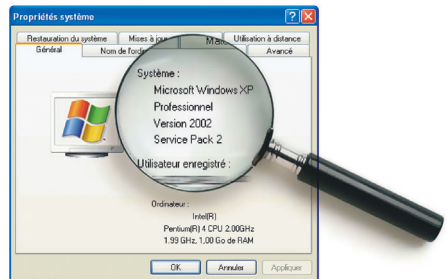 Propriétés système
Restauration du système
Mises à jour
Utilisation à distance
Général
Nom de l'ordi
Avancé
Système :
Microsoft Windows XP
Professionnel
Version 2002
Service Pack 2
Utilisateur enregistré :
Ordinateur :
Intel(R)
Pentium(R) 4 CPU 2.00GHz
1.99 GHz, 1,00 Go de RAM
OK
Annuler
Appliquer